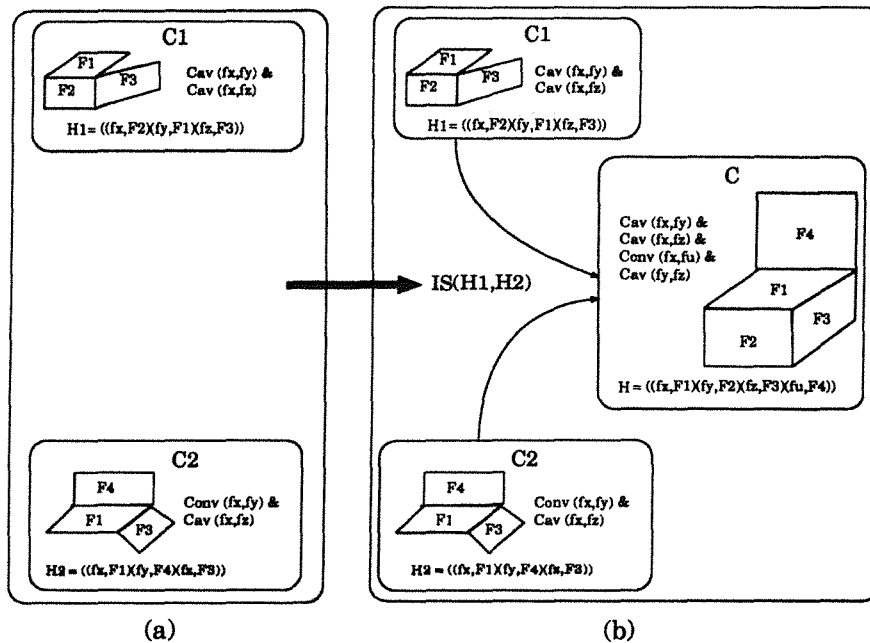 C1
F1
F2
F3
Cav (fx,fy) &
Cav (fx,fz)
H1= ((fx,F2)(fy,F1)(fz,F3))
C2
F4
F1
F3
Conv (fx,fy) &
Cav (fx,fz)
H2 = ((fx,F1)(fy,F4)(fz,F3))
(a)
C1
F1
F2
F3
Cav (fx,fy) &
Cav (fx,fz)
H1= ((fx,F2)(fy,F1)(fz,F3))
IS(H1,H2)
C
Cav (fx,fy) &
Cav (fx,fz) &
Conv (fx,fu) &
Cav (fy,fz)
F4
F1
F2
F3
H = ((fx,F1)(fy,F2)(fz,F3)(fu,F4))
C2
F4
F1
F3
Conv (fx,fy) &
Cav (fx,fz)
H2 = ((fx,F1)(fy,F4)(fz,F3))
(b)